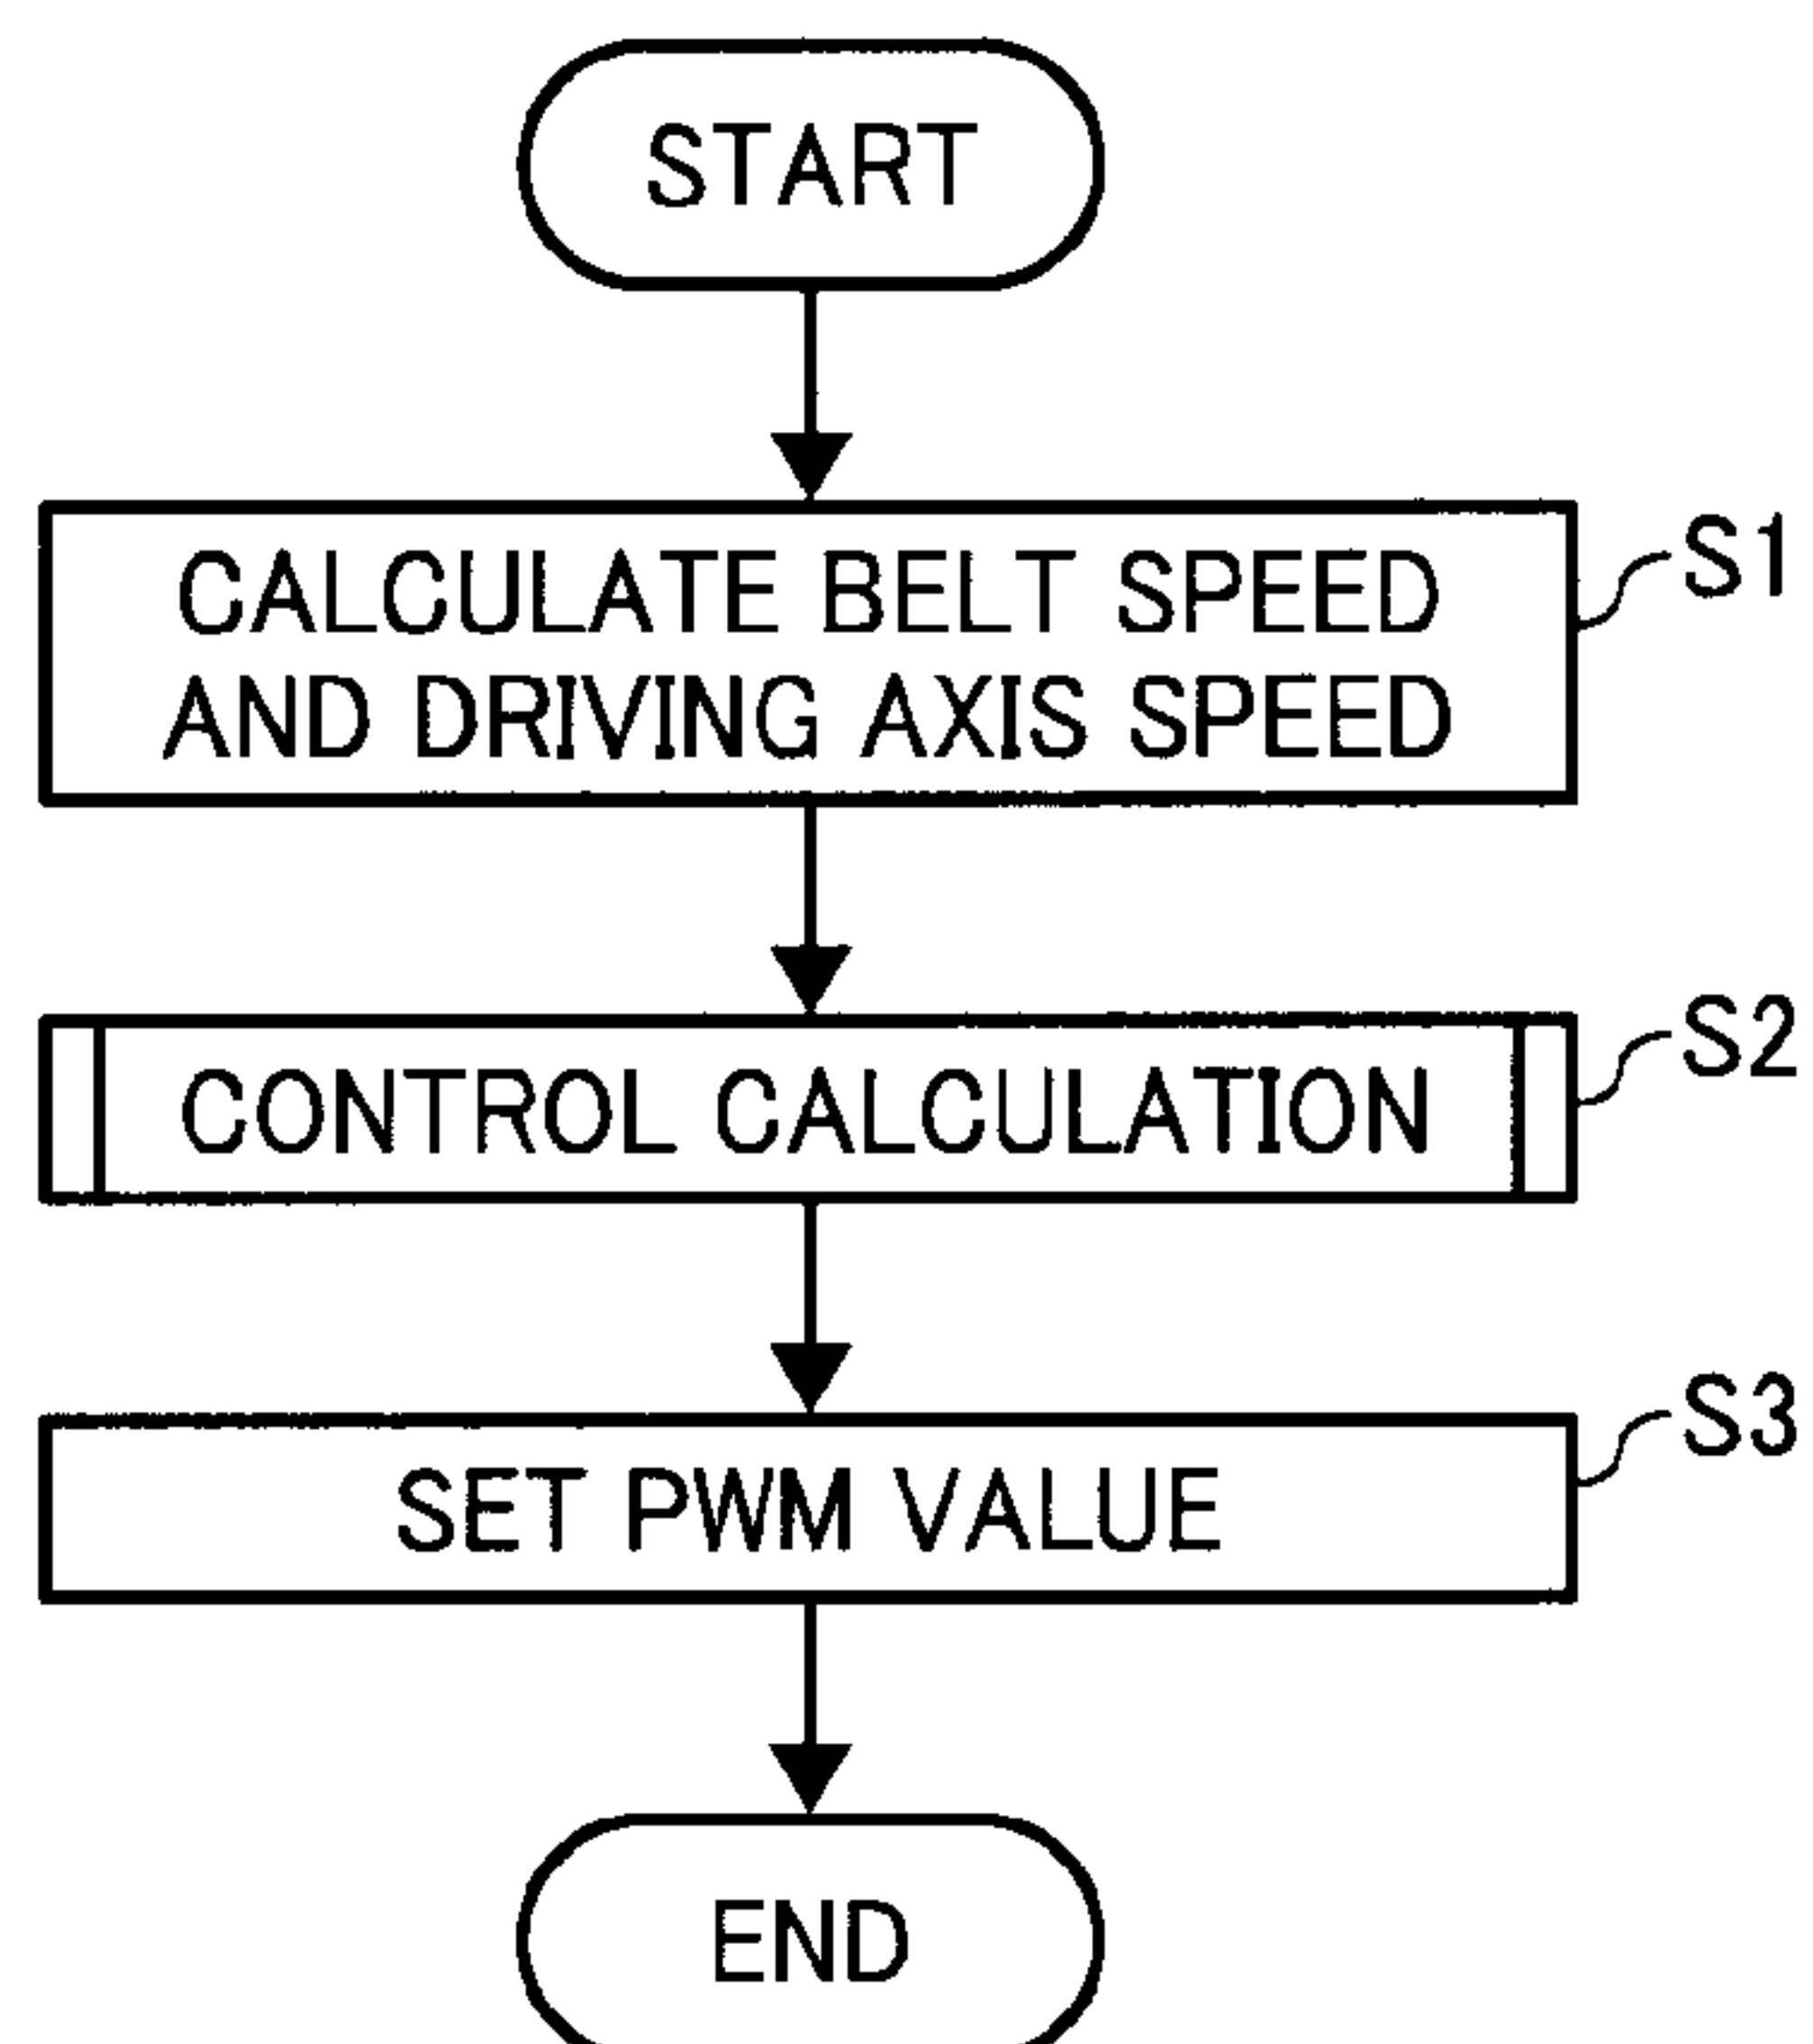 START
CALCULATE BELT SPEED
AND DRIVING AXIS SPEED
S1
CONTROL CALCULATION
S2
SET PWM VALUE
S3
END